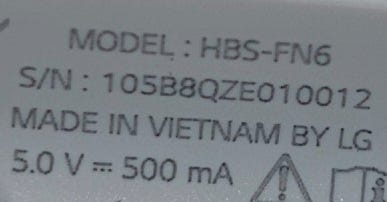 MODEL : HBS-FN6
S/N : 105B8QZE010012
MADE IN VIETNAM BY LG
5.0 V ⎓ 500 mA